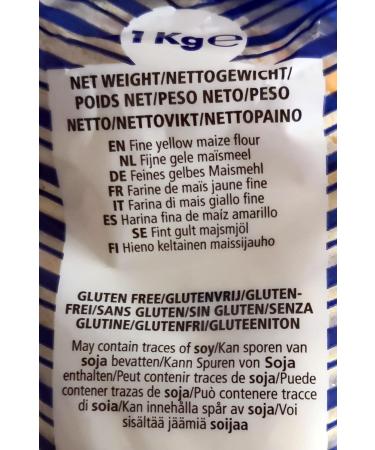 1 Kg e
NET WEIGHT/NETTOGEWICHT/
POIDS NET/PESO NETO/PESO
NETTO/NETTOVIKT/NETTOPAINO
EN Fine yellow maize flour
NL Fijne gele maïsmeel
DE Feines gelbes Maismehl
FR Farine de maïs jaune fine
IT Farina di mais giallo fine
ES Harina fina de maíz amarillo
SE Fint gult majsmjöl
FI Hieno keltainen maissijauho
GLUTEN FREE/GLUTENVRIJ/GLUTEN-
FREI/SANS GLUTEN/SIN GLUTEN/SENZA
GLUTINE/GLUTENFRI/GLUTEENITON
May contain traces of soy/Kan sporen van
soja bevatten/Kann Spuren von Soja
enthalten/Peut contenir traces de soja/Puede
contener trazas de soja/Può contenere tracce
di soia/Kan innehålla spår av soja/Voi
sisältää jäämiä soijaa